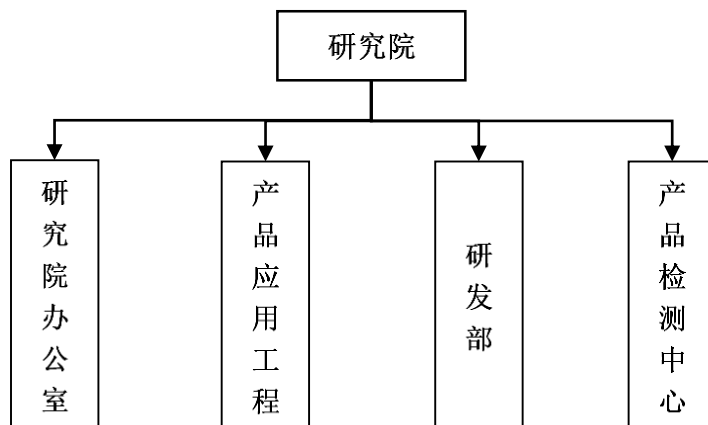 研究院
研究院办公室
产品应用工程
研发部
产品检测中心